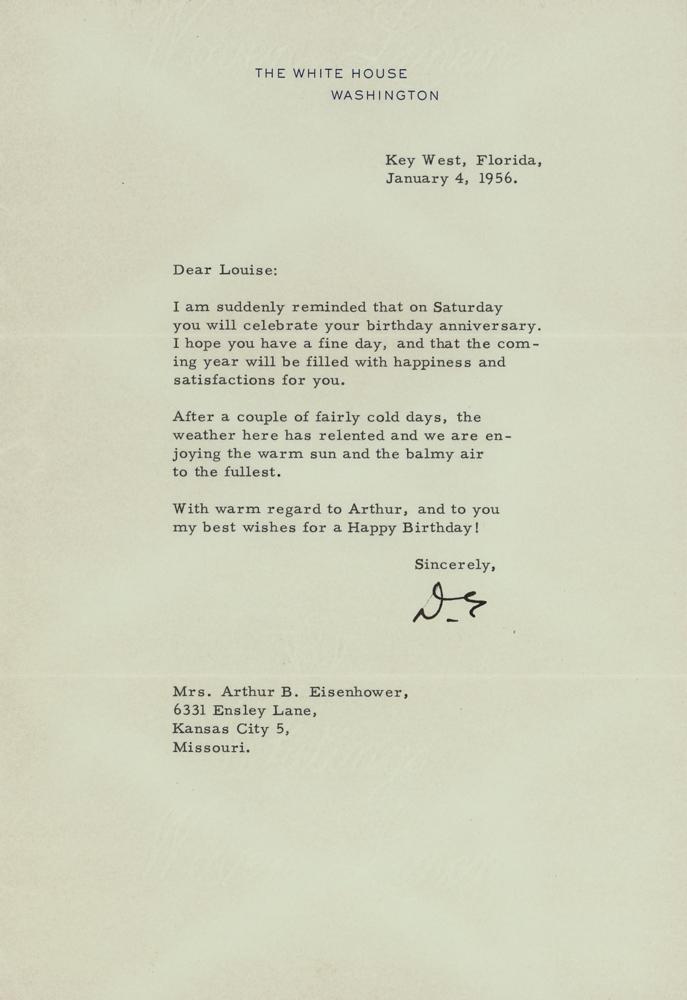 THE WHITE HOUSE
WASHINGTON
Key West, Florida,
January 4, 1956.
Dear Louise:
I am suddenly reminded that on Saturday
you will celebrate your birthday anniversary.
I hope you have a fine day, and that the com-
ing year will be filled with happiness and
satisfactions for you.
After a couple of fairly cold days, the
weather here has relented and we are en-
joying the warm sun and the balmy air
to the fullest.
With warm regard to Arthur, and to you
my best wishes for a Happy Birthday!
Sincerely,
D.E
Mrs. Arthur B. Eisenhower,
6331 Ensley Lane,
Kansas City 5,
Missouri.